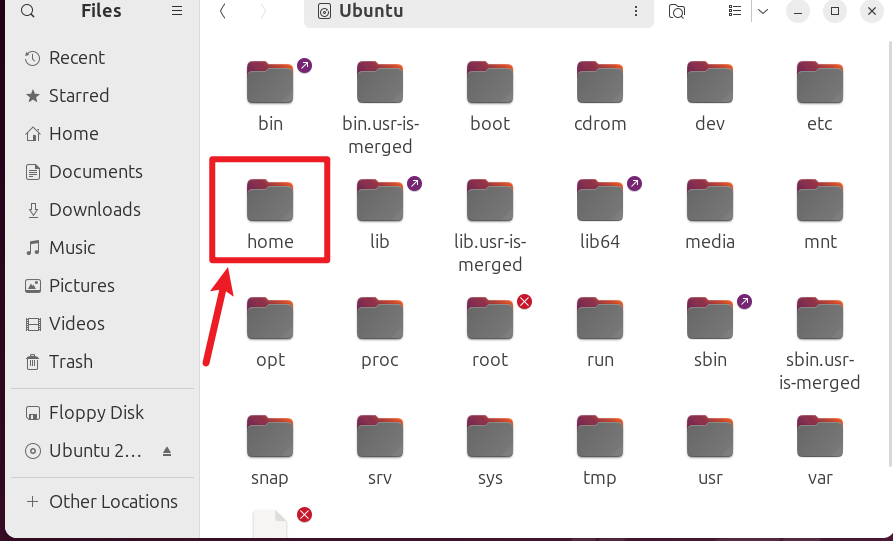 Files
Ubuntu
Recent
Starred
Home
Documents
Downloads
Music
Pictures
Videos
Trash
Floppy Disk
Ubuntu 2...
Other Locations
bin
bin.usr-is-
merged
boot
cdrom
dev
etc
home
lib
lib.usr-is-
merged
lib64
media
mnt
opt
proc
root
run
sbin
sbin.usr-
is-merged
snap
srv
sys
tmp
usr
var